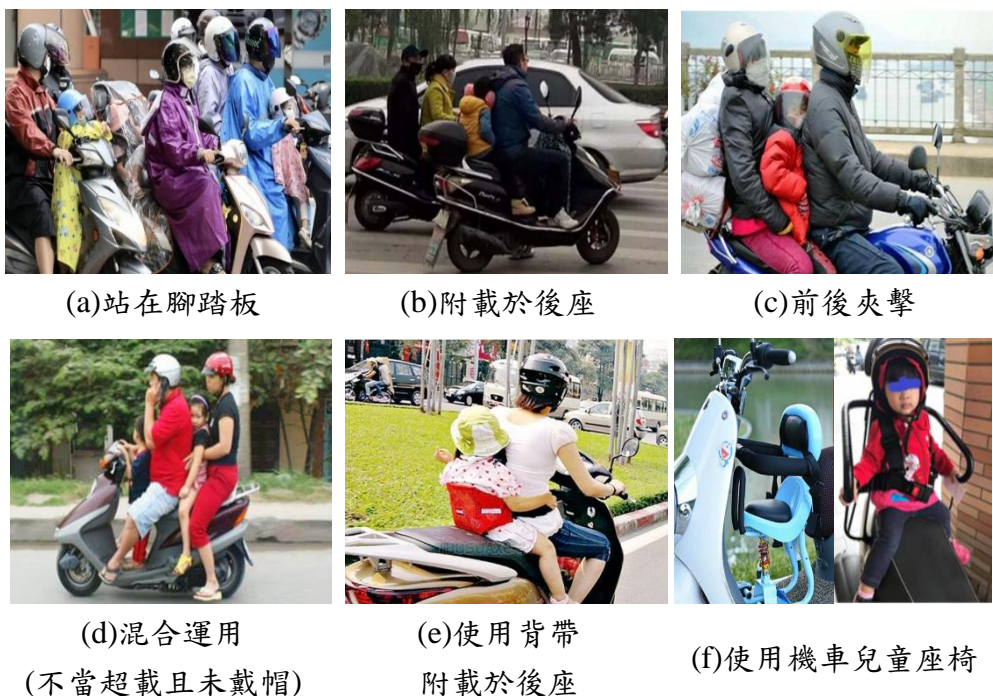 (a)站在腳踏板
(b)附載於後座
(c)前後夾擊
(d)混合運用
(不當超載且未戴帽)
(e)使用背帶
附載於後座
(f)使用機車兒童座椅